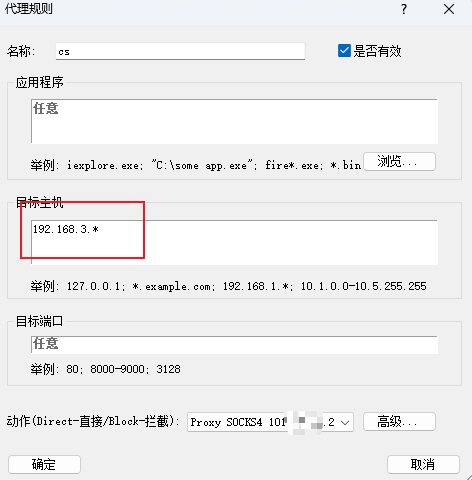 代理规则
名称: cs
是否有效
应用程序
任意
举例: iexplore.exe; "C:\some app.exe"; fire*.exe; *.bin
浏览...
目标主机
192.168.3.*
举例: 127.0.0.1; *.example.com; 192.168.1.*; 10.1.0.0-10.5.255.255
目标端口
任意
举例: 80; 8000-9000; 3128
动作(Direct-直接/Block-拦截): Proxy SOCKS4 .2 高级...
确定 取消